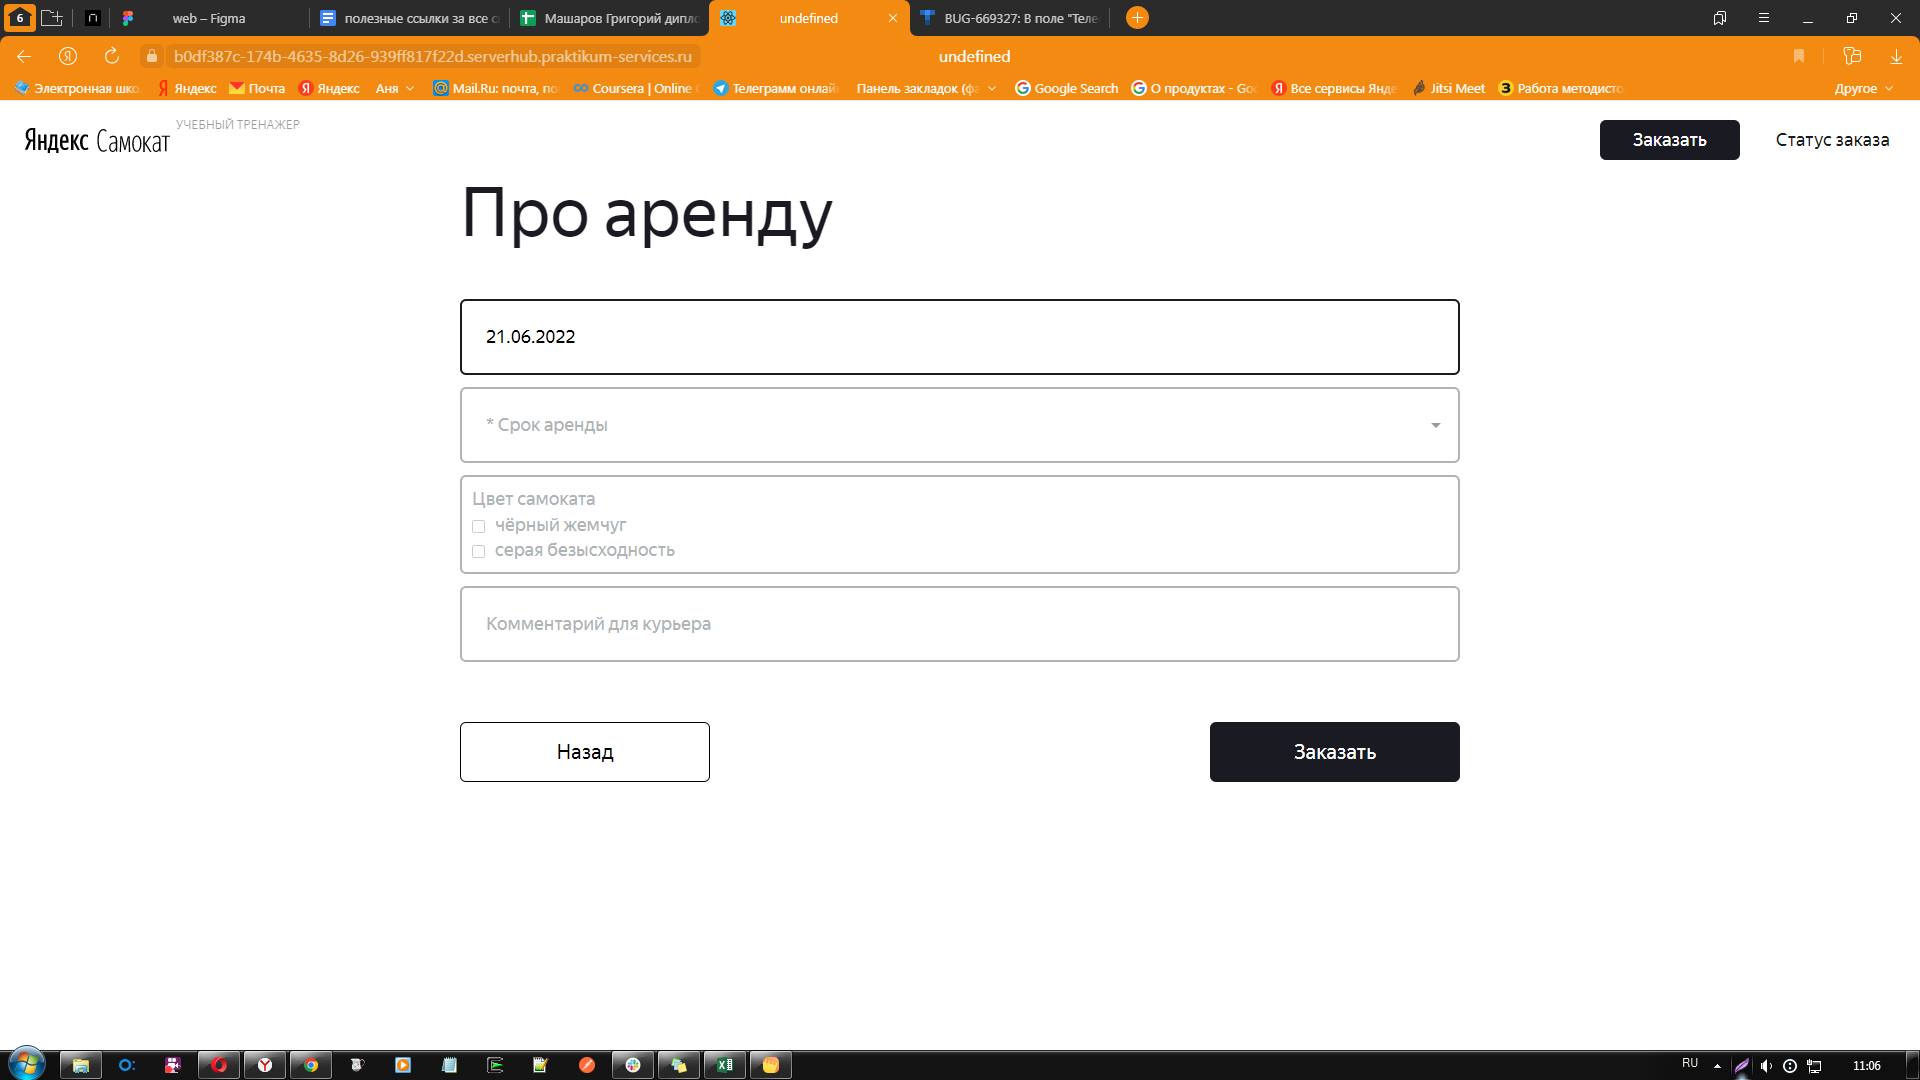 6
web – Figma
полезные ссылки за все с
Машаров Григорий дипл
undefined
BUG-669327: В поле "Теле
b0df387c-174b-4635-8d26-939ff817f22d.serverhub.praktikum-services.ru
undefined
Электронная шко
Яндекс
Почта
Яндекс
Аня
Mail.Ru: почта, по
Coursera | Online
Телеграмм онлай
Панель закладок (фа
Google Search
О продуктах - Goo
Все сервисы Янде
Jitsi Meet
Работа методисто
Другое
Яндекс Самокат
УЧЕБНЫЙ ТРЕНАЖЕР
Заказать
Статус заказа
Про аренду
21.06.2022
* Срок аренды
Цвет самоката
чёрный жемчуг
серая безысходность
Комментарий для курьера
Назад
Заказать
RU
11:06